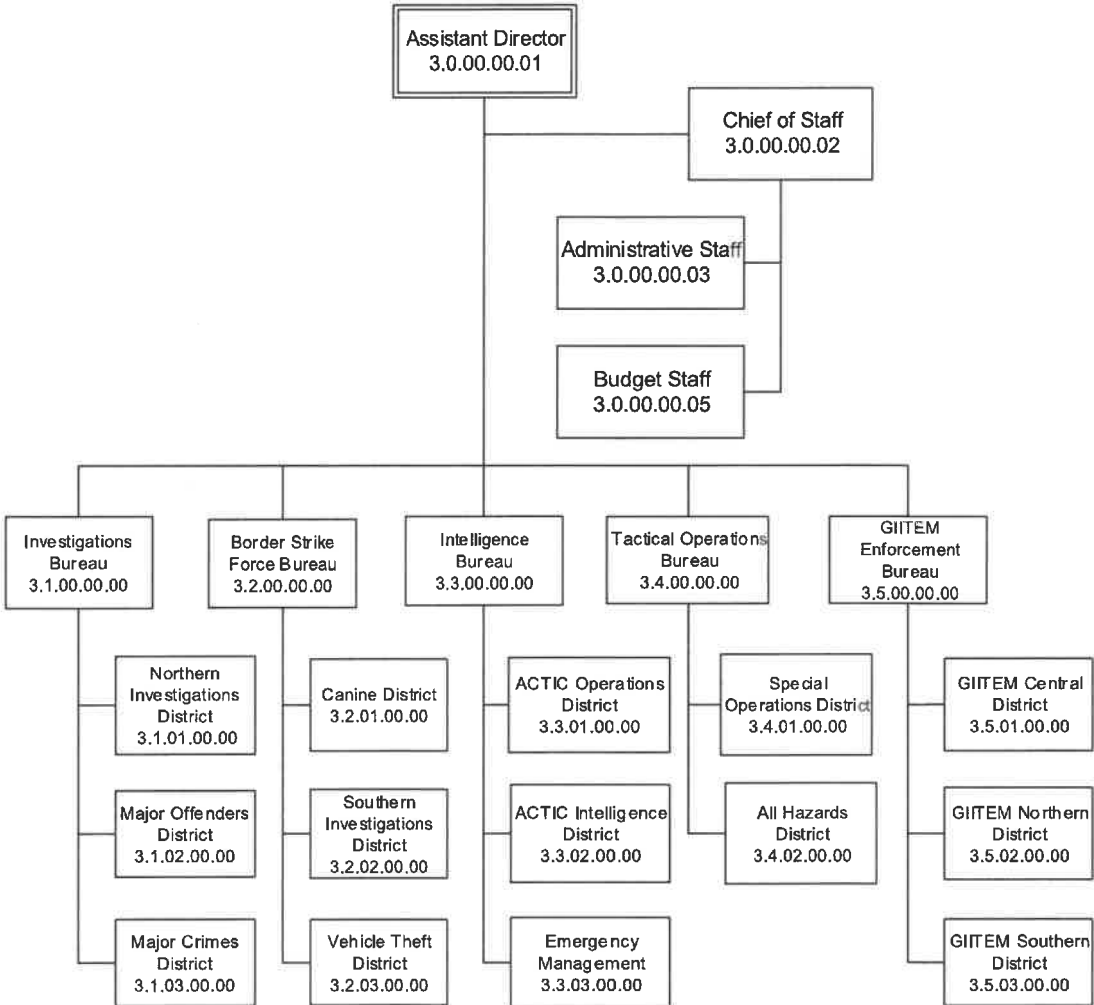 Assistant Director
3.0.00.00.01
Chief of Staff
3.0.00.00.02
Administrative Staff
3.0.00.00.03
Budget Staff
3.0.00.00.05
Investigations
Bureau
3.1.00.00.00
Northern
Investigations
District
3.1.01.00.00
Major Offenders
District
3.1.02.00.00
Major Crimes
District
3.1.03.00.00
Border Strike
Force Bureau
3.2.00.00.00
Canine District
3.2.01.00.00
Southern
Investigations
District
3.2.02.00.00
Vehicle Theft
District
3.2.03.00.00
Intelligence
Bureau
3.3.00.00.00
ACTIC Operations
District
3.3.01.00.00
ACTIC Intelligence
District
3.3.02.00.00
Emergency
Management
3.3.03.00.00
Tactical Operations
Bureau
3.4.00.00.00
Special
Operations District
3.4.01.00.00
All Hazards
District
3.4.02.00.00
GIITEM
Enforcement
Bureau
3.5.00.00.00
GIITEM Central
District
3.5.01.00.00
GIITEM Northern
District
3.5.02.00.00
GIITEM Southern
District
3.5.03.00.00